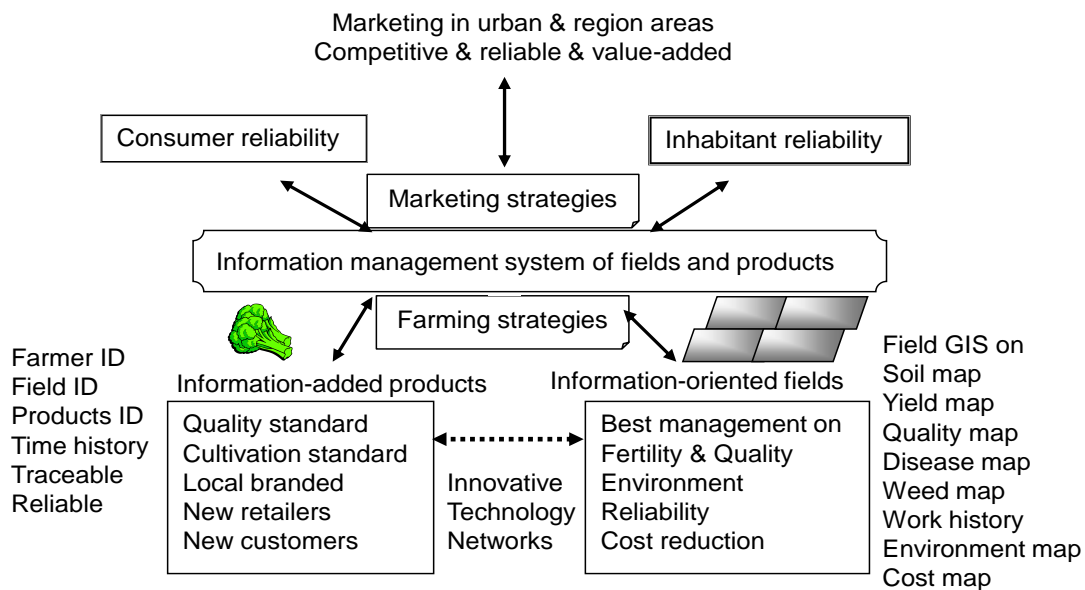 Marketing in urban & region areas
Competitive & reliable & value-added
Consumer reliability
Inhabitant reliability
Marketing strategies
Information management system of fields and products
Farming strategies
Farmer ID
Field ID
Products ID
Time history
Traceable
Reliable
Information-added products
Quality standard
Cultivation standard
Local branded
New retailers
New customers
Innovative
Technology
Networks
Information-oriented fields
Best management on
Fertility & Quality
Environment
Reliability
Cost reduction
Field GIS on
Soil map
Yield map
Quality map
Disease map
Weed map
Work history
Environment map
Cost map